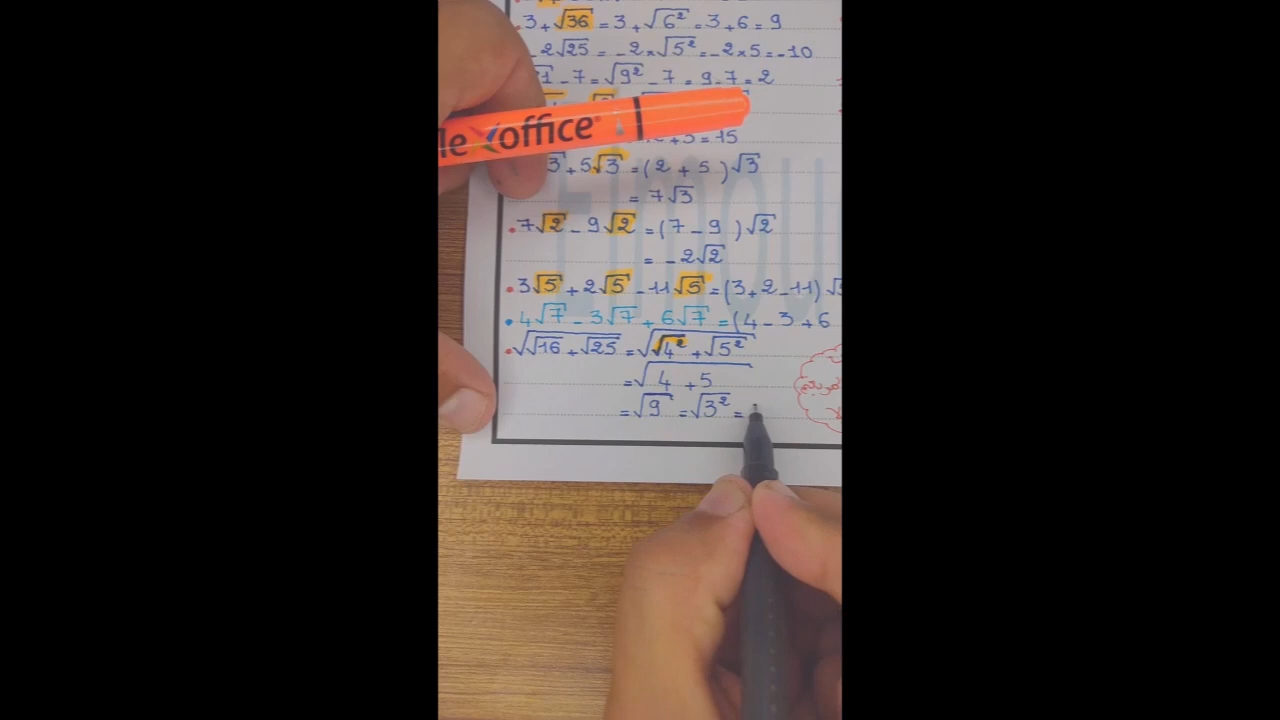 3 + √36 = 3 + √6² = 3 + 6 = 9
- 2√25 = - 2 × √5² = - 2 × 5 = - 10
- 7 = √9² - 7 = 9 - 7 = 2
+ 3 = 15
+ 5√3 = ( 2 + 5 ) √3
= 7√3
• 7√2 - 9√2 = ( 7 - 9 ) √2
= - 2√2
• 3√5 + 2√5 - 11√5 = (3 + 2 - 11)
• 4√7 - 3√7 + 6√7 = (4 - 3 + 6
• √(√16 + √25) = √(√4² + √5²)
= √(4 + 5)
= √9 = √3² =
office
Elmou